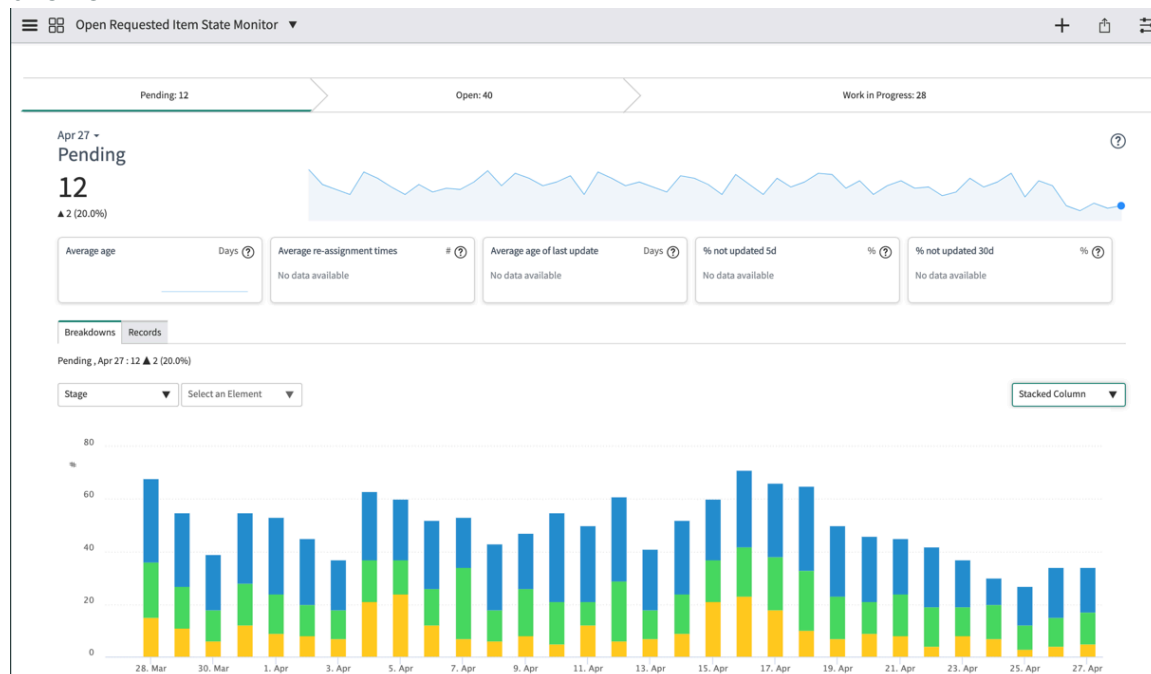 Open Requested Item State Monitor ▼
Pending: 12
Open: 40
Work in Progress: 28
Apr 27
Pending
12
▲ 2 (20.0%)
Average age Days
Average re-assignment times #
No data available
Average age of last update Days
No data available
% not updated 5d %
No data available
% not updated 30d %
No data available
Breakdowns Records
Pending , Apr 27 : 12 ▲ 2 (20.0%)
Stage ▼ Select an Element ▼ Stacked Column ▼
80
#
60
40
20
0
28. Mar 30. Mar 1. Apr 3. Apr 5. Apr 7. Apr 9. Apr 11. Apr 13. Apr 15. Apr 17. Apr 19. Apr 21. Apr 23. Apr 25. Apr 27. Apr